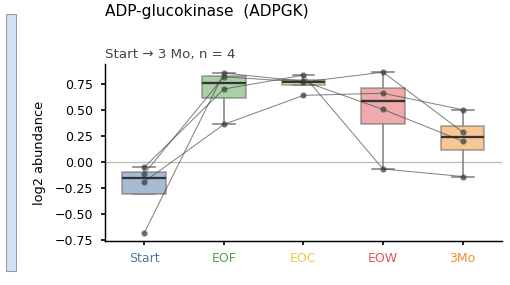 ADP-glucokinase  (ADPGK)
Start → 3 Mo, n = 4
log2 abundance
0.75
0.50
0.25
0.00
−0.25
−0.50
−0.75
Start EOF EOC EOW 3Mo